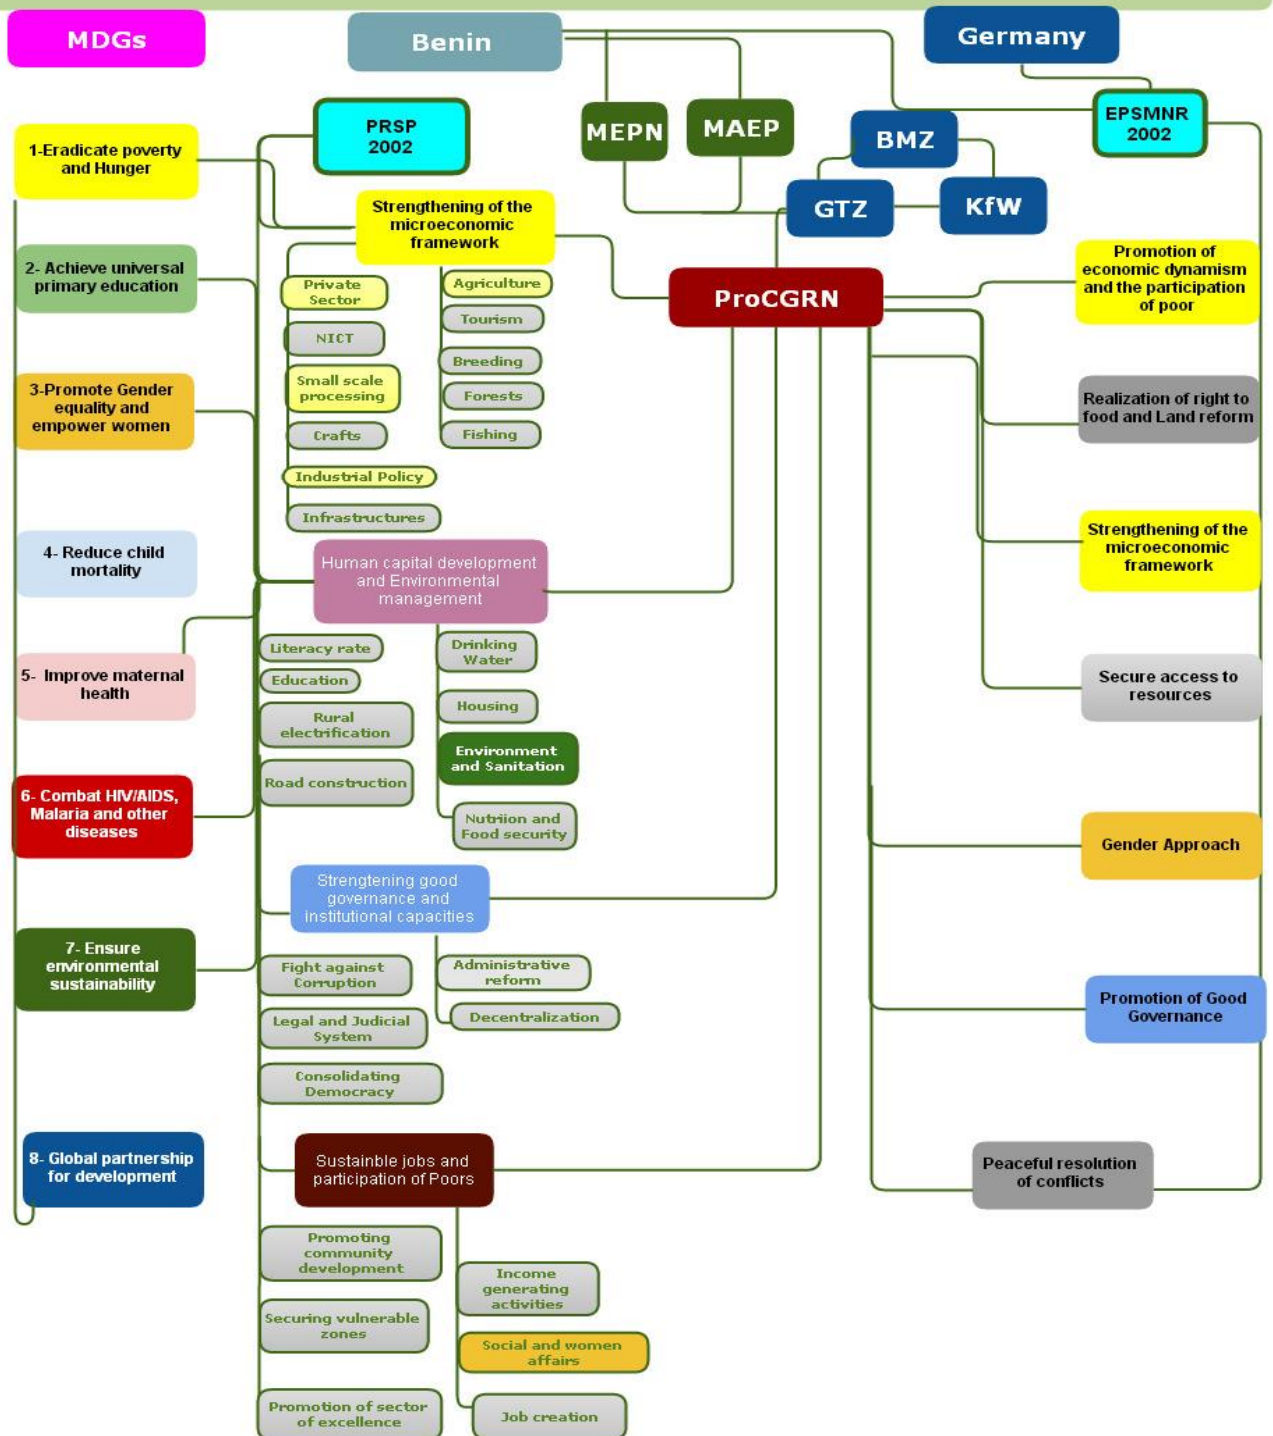 MDGs
Benin
Germany
PRSP
2002
MEPN
MAEP
BMZ
EPSMNR
2002
GTZ
KfW
1-Eradicate poverty
and Hunger
2- Achieve universal
primary education
3-Promote Gender
equality and
empower women
4- Reduce child
mortality
5- Improve maternal
health
6- Combat HIV/AIDS,
Malaria and other
diseases
7- Ensure
environmental
sustainability
8- Global partnership
for development
Strengthening of the
microeconomic
framework
Private
Sector
NICT
Small scale
processing
Crafts
Industrial Policy
Infrastructures
Agriculture
Tourism
Breeding
Forests
Fishing
Human capital development
and Environmental
management
Literacy rate
Education
Rural
electrification
Road construction
Drinking
Water
Housing
Environment
and Sanitation
Nutriion and
Food security
Strengtening good
governance and
institutional capacities
Fight against
Corruption
Legal and Judicial
System
Consolidating
Democracy
Administrative
reform
Decentralization
Sustainble jobs and
participation of Poors
Promoting
community
development
Securing vulnerable
zones
Promotion of sector
of excellence
Income
generating
activities
Social and women
affairs
Job creation
ProCGRN
Promotion of
economic dynamism
and the participation
of poor
Realization of right to
food and Land reform
Strengthening of the
microeconomic
framework
Secure access to
resources
Gender Approach
Promotion of Good
Governance
Peaceful resolution
of conflicts